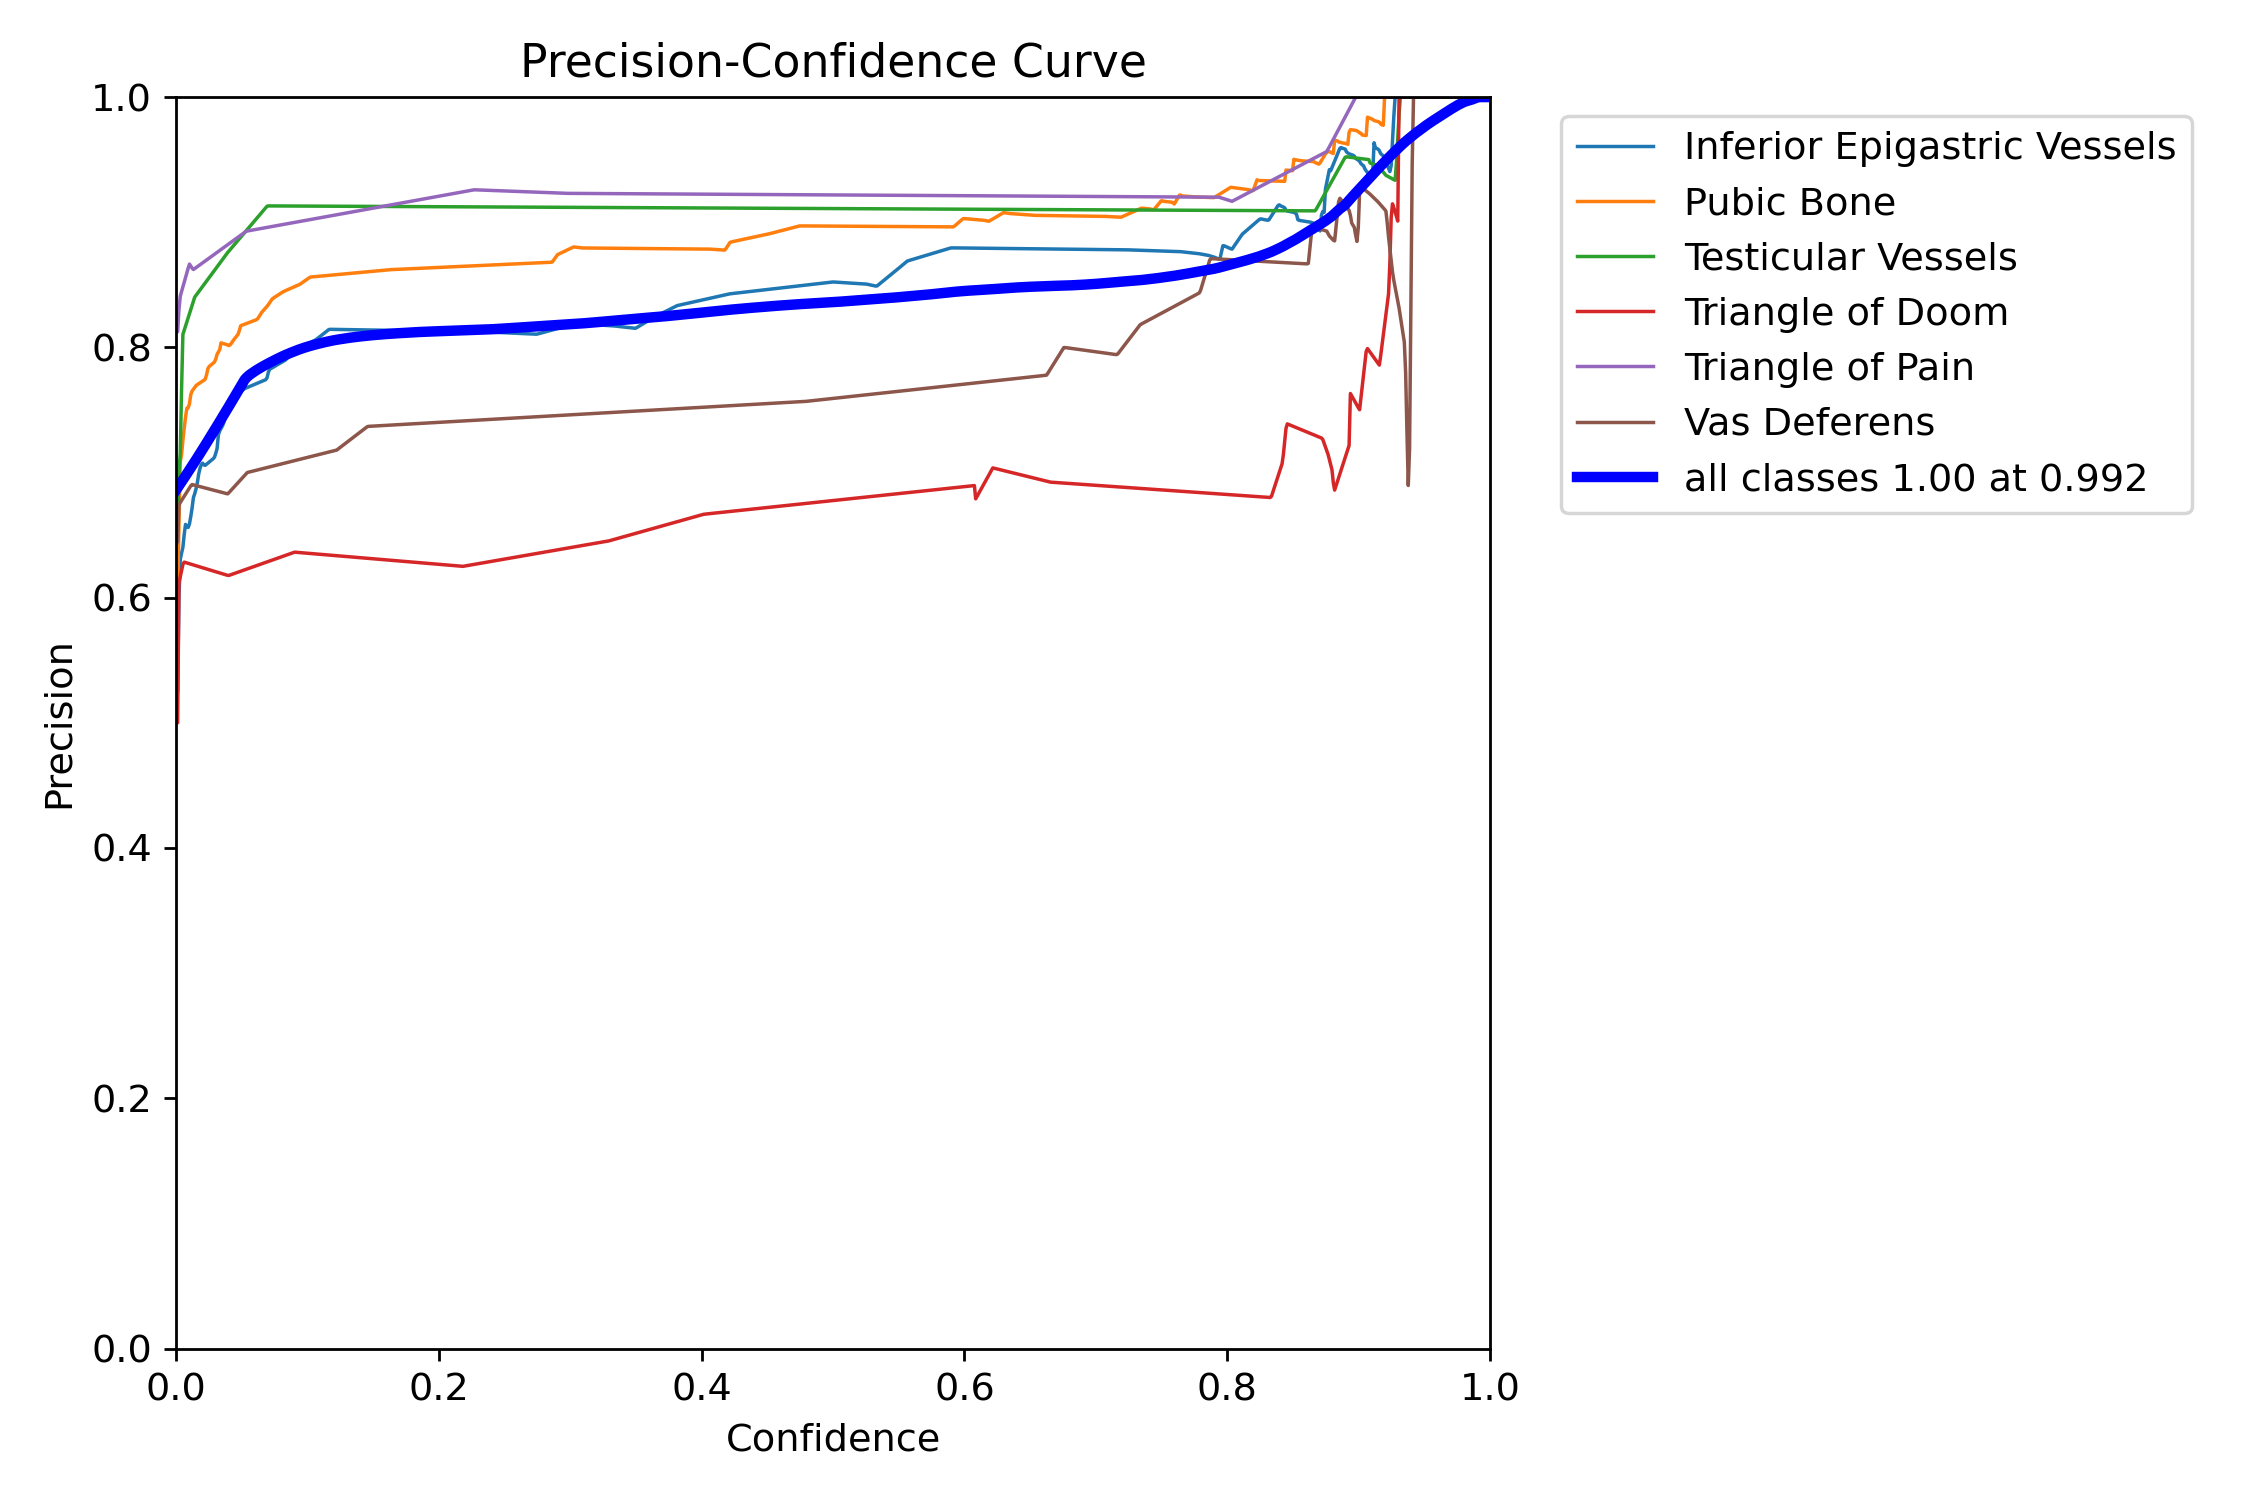 Precision-Confidence Curve
1.0
0.8
0.6
0.4
0.2
0.0
Precision
0.0 0.2 0.4 0.6 0.8 1.0
Confidence
Inferior Epigastric Vessels
Pubic Bone
Testicular Vessels
Triangle of Doom
Triangle of Pain
Vas Deferens
all classes 1.00 at 0.992